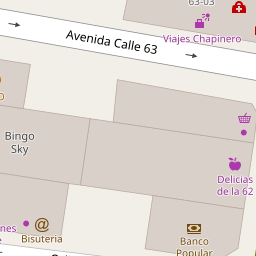 63-03
Avenida Calle 63
Viajes Chapinero
Bingo
Sky
Delicias
de la 62
@
Bisutería
Banco
Popular